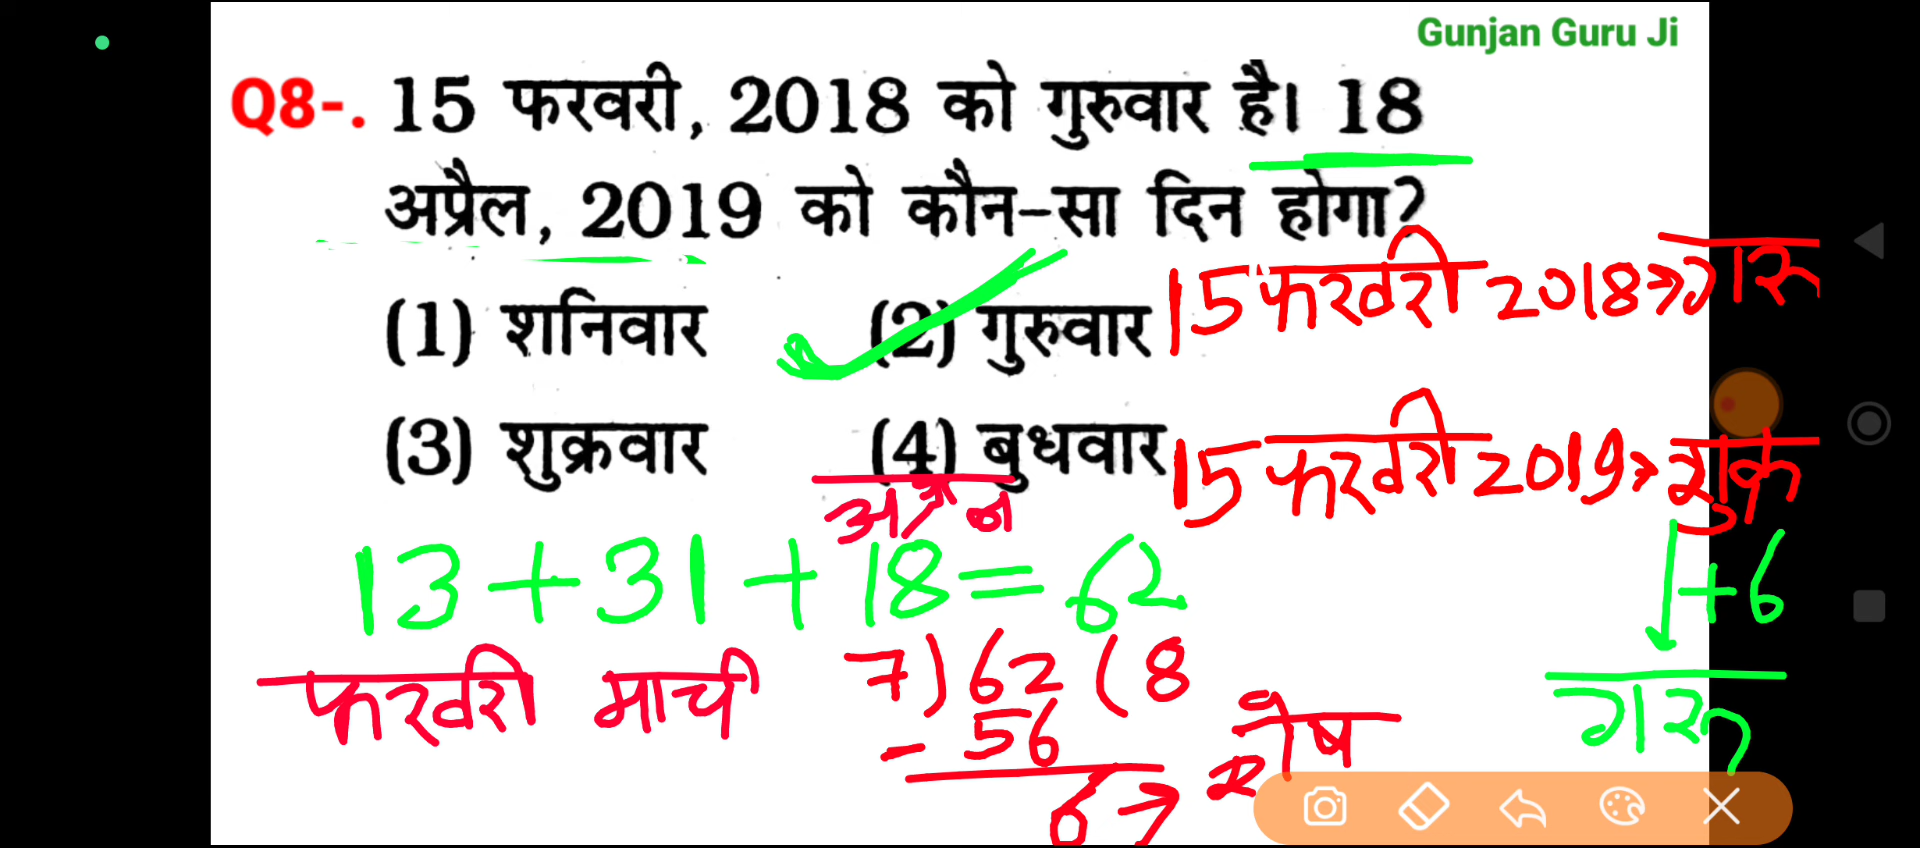 Gunjan Guru Ji
Q8-. 15 फरवरी, 2018 को गुरुवार है। 18
अप्रैल, 2019 को कौन-सा दिन होगा?
(1) शनिवार (2) गुरुवार
15 फरवरी 2018→गुरु
(3) शुक्रवार (4) बुधवार
15 फरवरी 2019→शुक्र
अप्रैल
13+31+18=62
+6
फरवरी मार्च
7)62(8
-56
6→शेष
गुरु